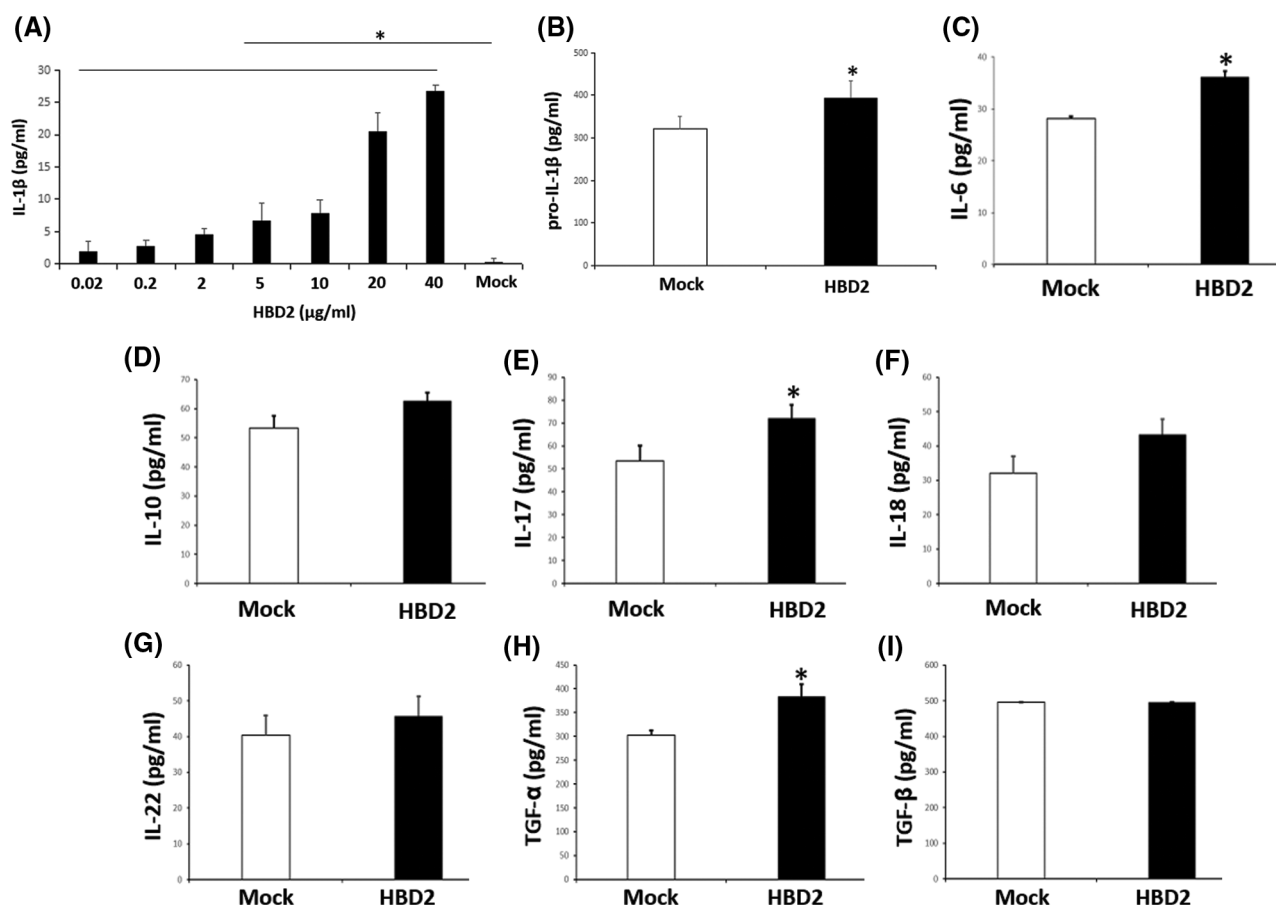 (A)
*
30
25
20
15
10
5
0
IL-1β (pg/ml)
0.02 0.2 2 5 10 20 40 Mock
HBD2 (μg/ml)
(B)
500
400
300
200
100
0
pro-IL-1β (pg/ml)
*
Mock HBD2
(C)
40
30
20
10
0
IL-6 (pg/ml)
*
Mock HBD2
(D)
70
60
50
40
30
20
10
0
IL-10 (pg/ml)
Mock HBD2
(E)
90
80
70
60
50
40
30
20
10
0
IL-17 (pg/ml)
*
Mock HBD2
(F)
60
50
40
30
20
10
0
IL-18 (pg/ml)
Mock HBD2
(G)
60
50
40
30
20
10
0
IL-22 (pg/ml)
Mock HBD2
(H)
450
400
350
300
250
200
150
100
50
0
TGF-α (pg/ml)
*
Mock HBD2
(I)
600
500
400
300
200
100
0
TGF-β (pg/ml)
Mock HBD2